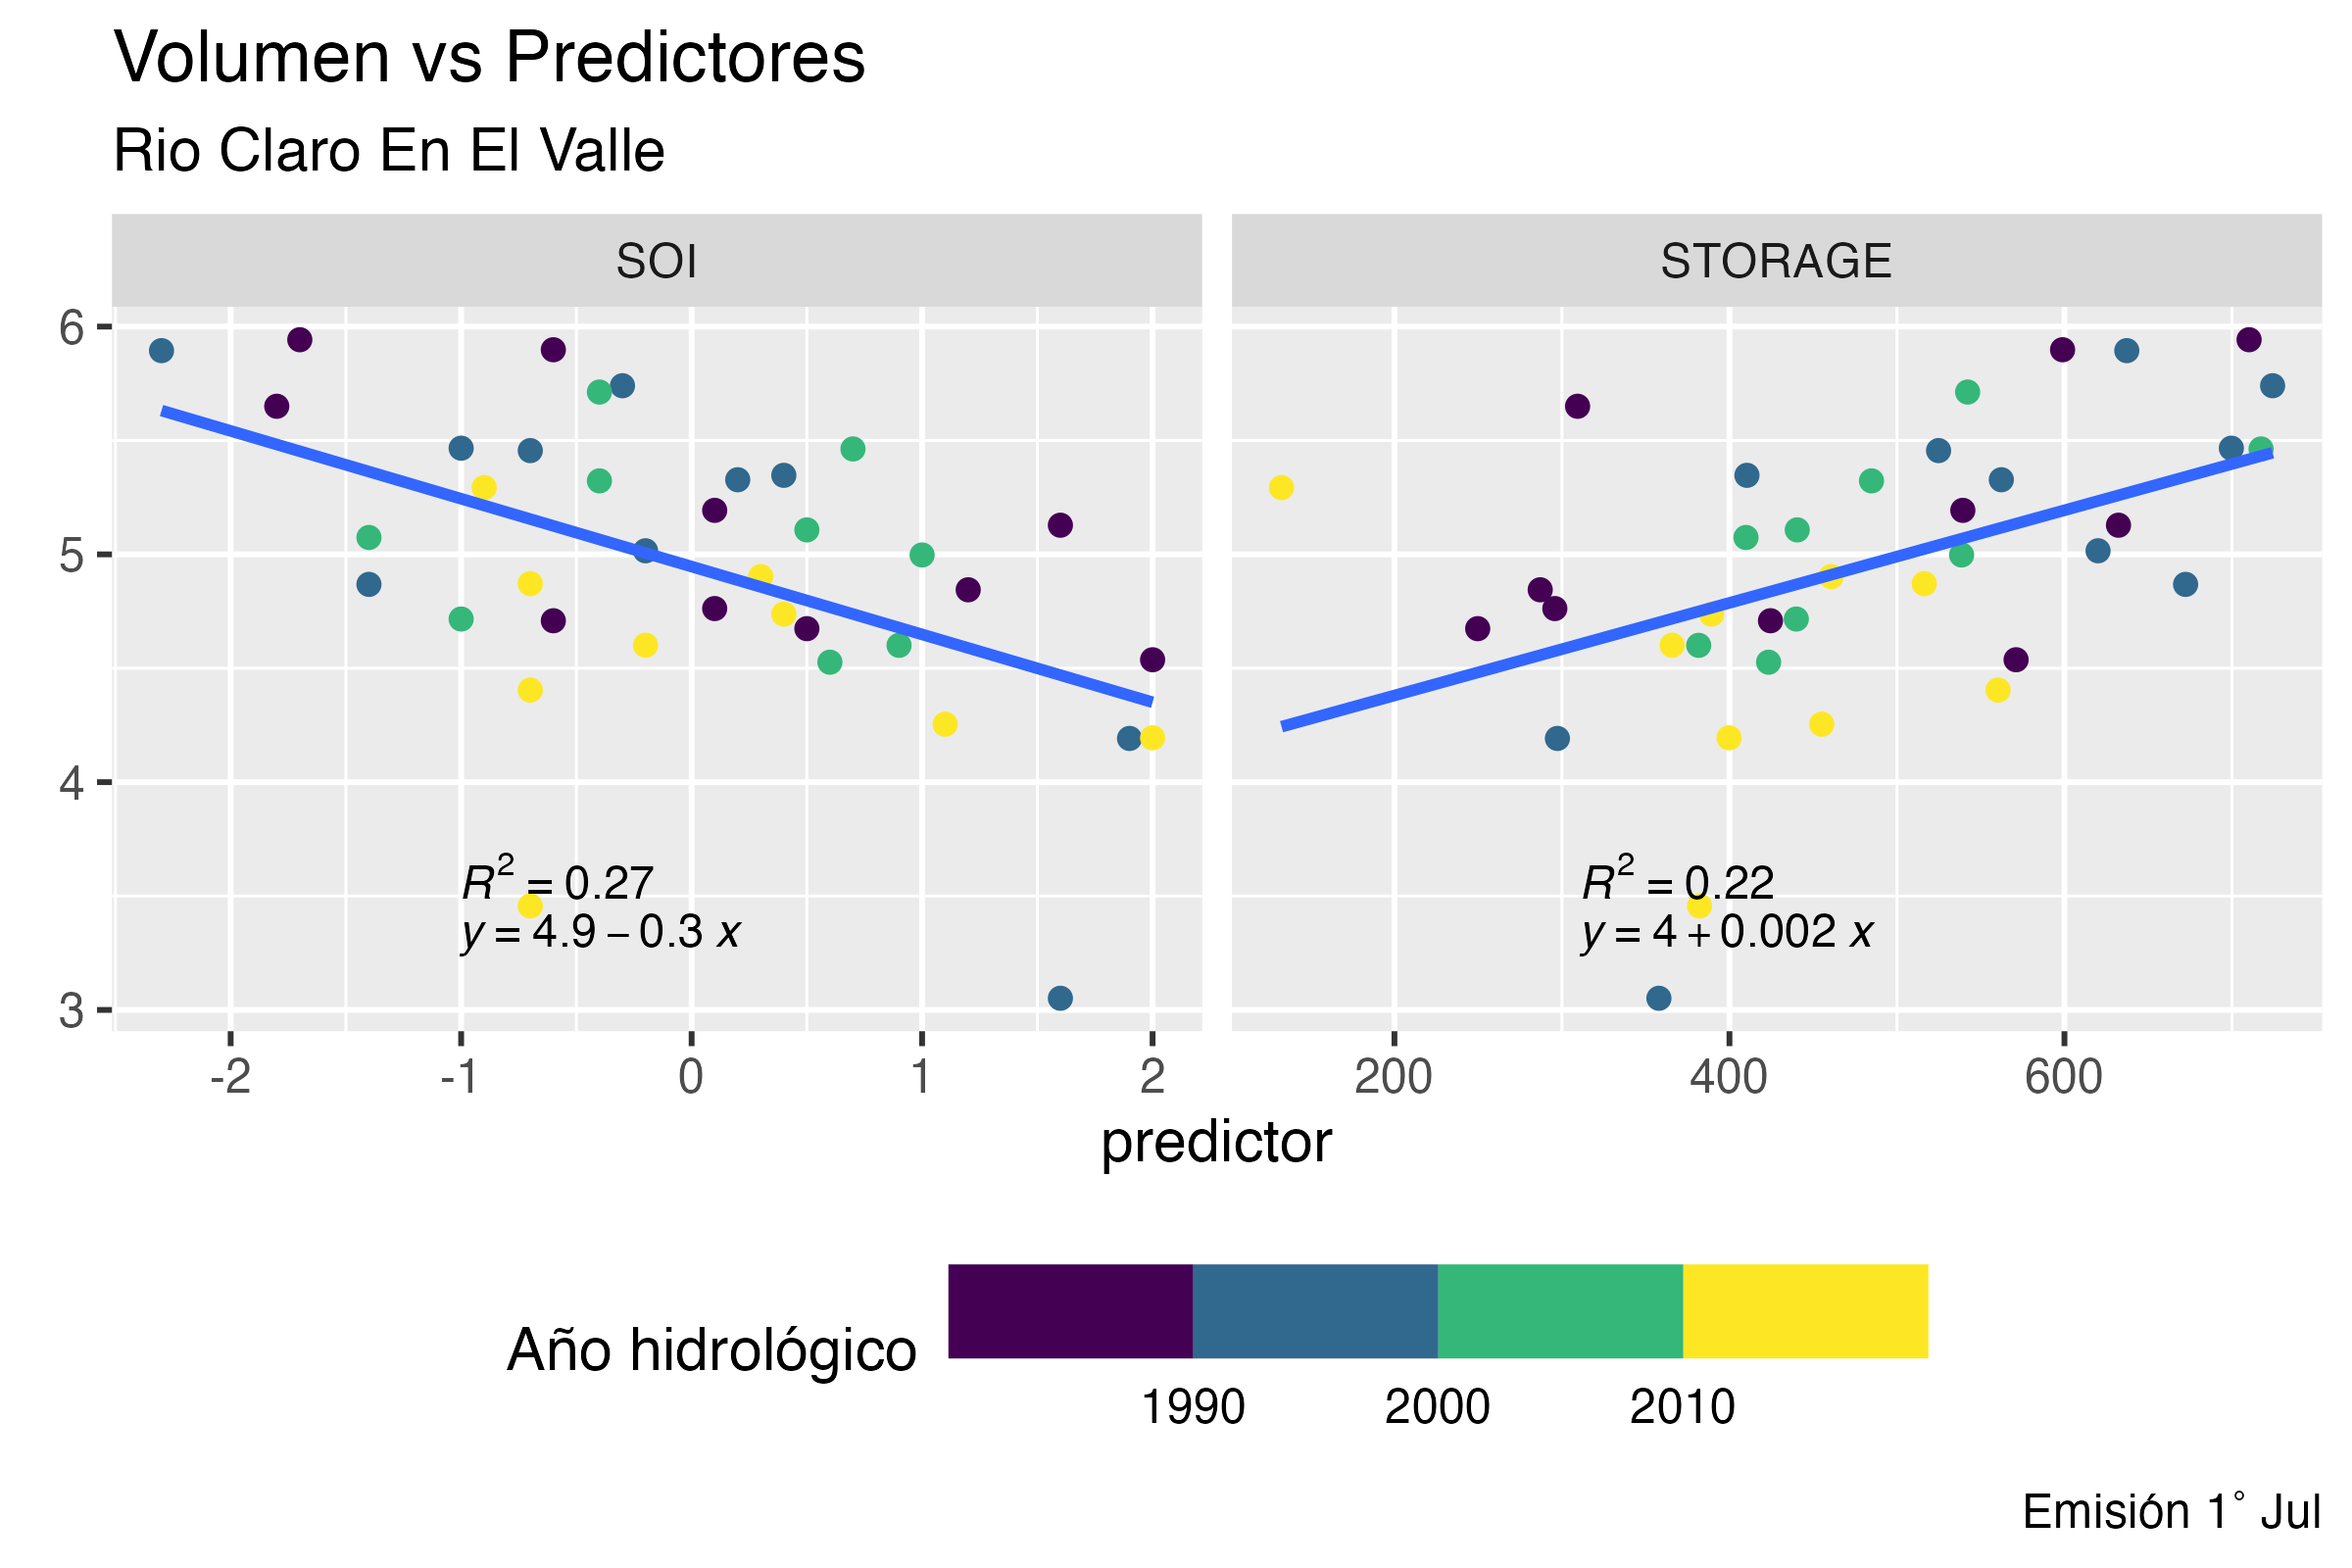 Volumen vs Predictores
Rio Claro En El Valle
SOI STORAGE
6
5
4
3
R² = 0.27
y = 4.9 − 0.3 x
R² = 0.22
y = 4 + 0.002 x
-2 -1 0 1 2 200 400 600
predictor
Año hidrológico
1990 2000 2010
Emisión 1° Jul